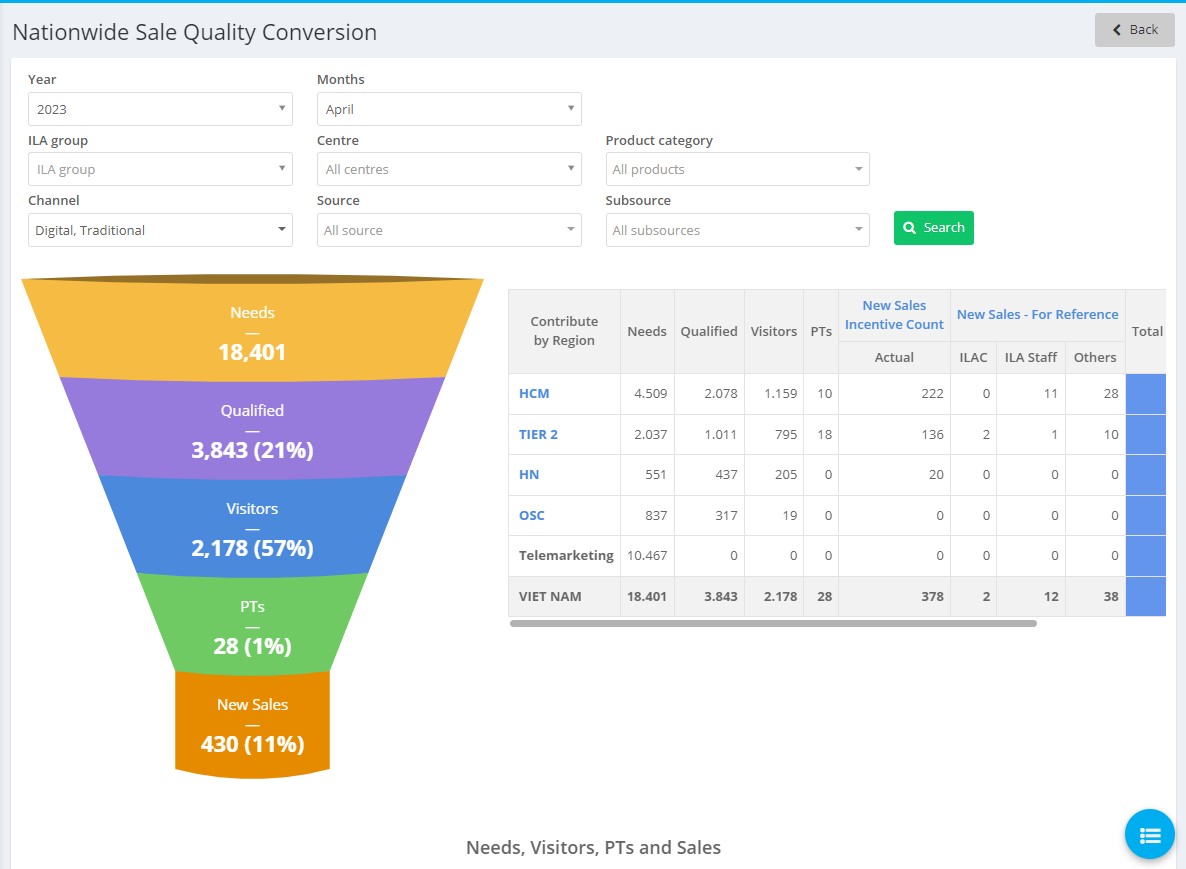 Nationwide Sale Quality Conversion
Back
Year
Months
2023
April
ILA group
Centre
Product category
ILA group
All centres
All products
Channel
Source
Subsource
Digital, Traditional
All source
All subsources
Search
Needs
—
18,401
Qualified
—
3,843 (21%)
Visitors
—
2,178 (57%)
PTs
—
28 (1%)
New Sales
—
430 (11%)
Contribute by Region Needs Qualified Visitors PTs New Sales Incentive Count New Sales - For Reference Total
Actual ILAC ILA Staff Others
HCM 4.509 2.078 1.159 10 222 0 11 28
TIER 2 2.037 1.011 795 18 136 2 1 10
HN 551 437 205 0 20 0 0 0
OSC 837 317 19 0 0 0 0 0
Telemarketing 10.467 0 0 0 0 0 0 0
VIET NAM 18.401 3.843 2.178 28 378 2 12 38
Needs, Visitors, PTs and Sales